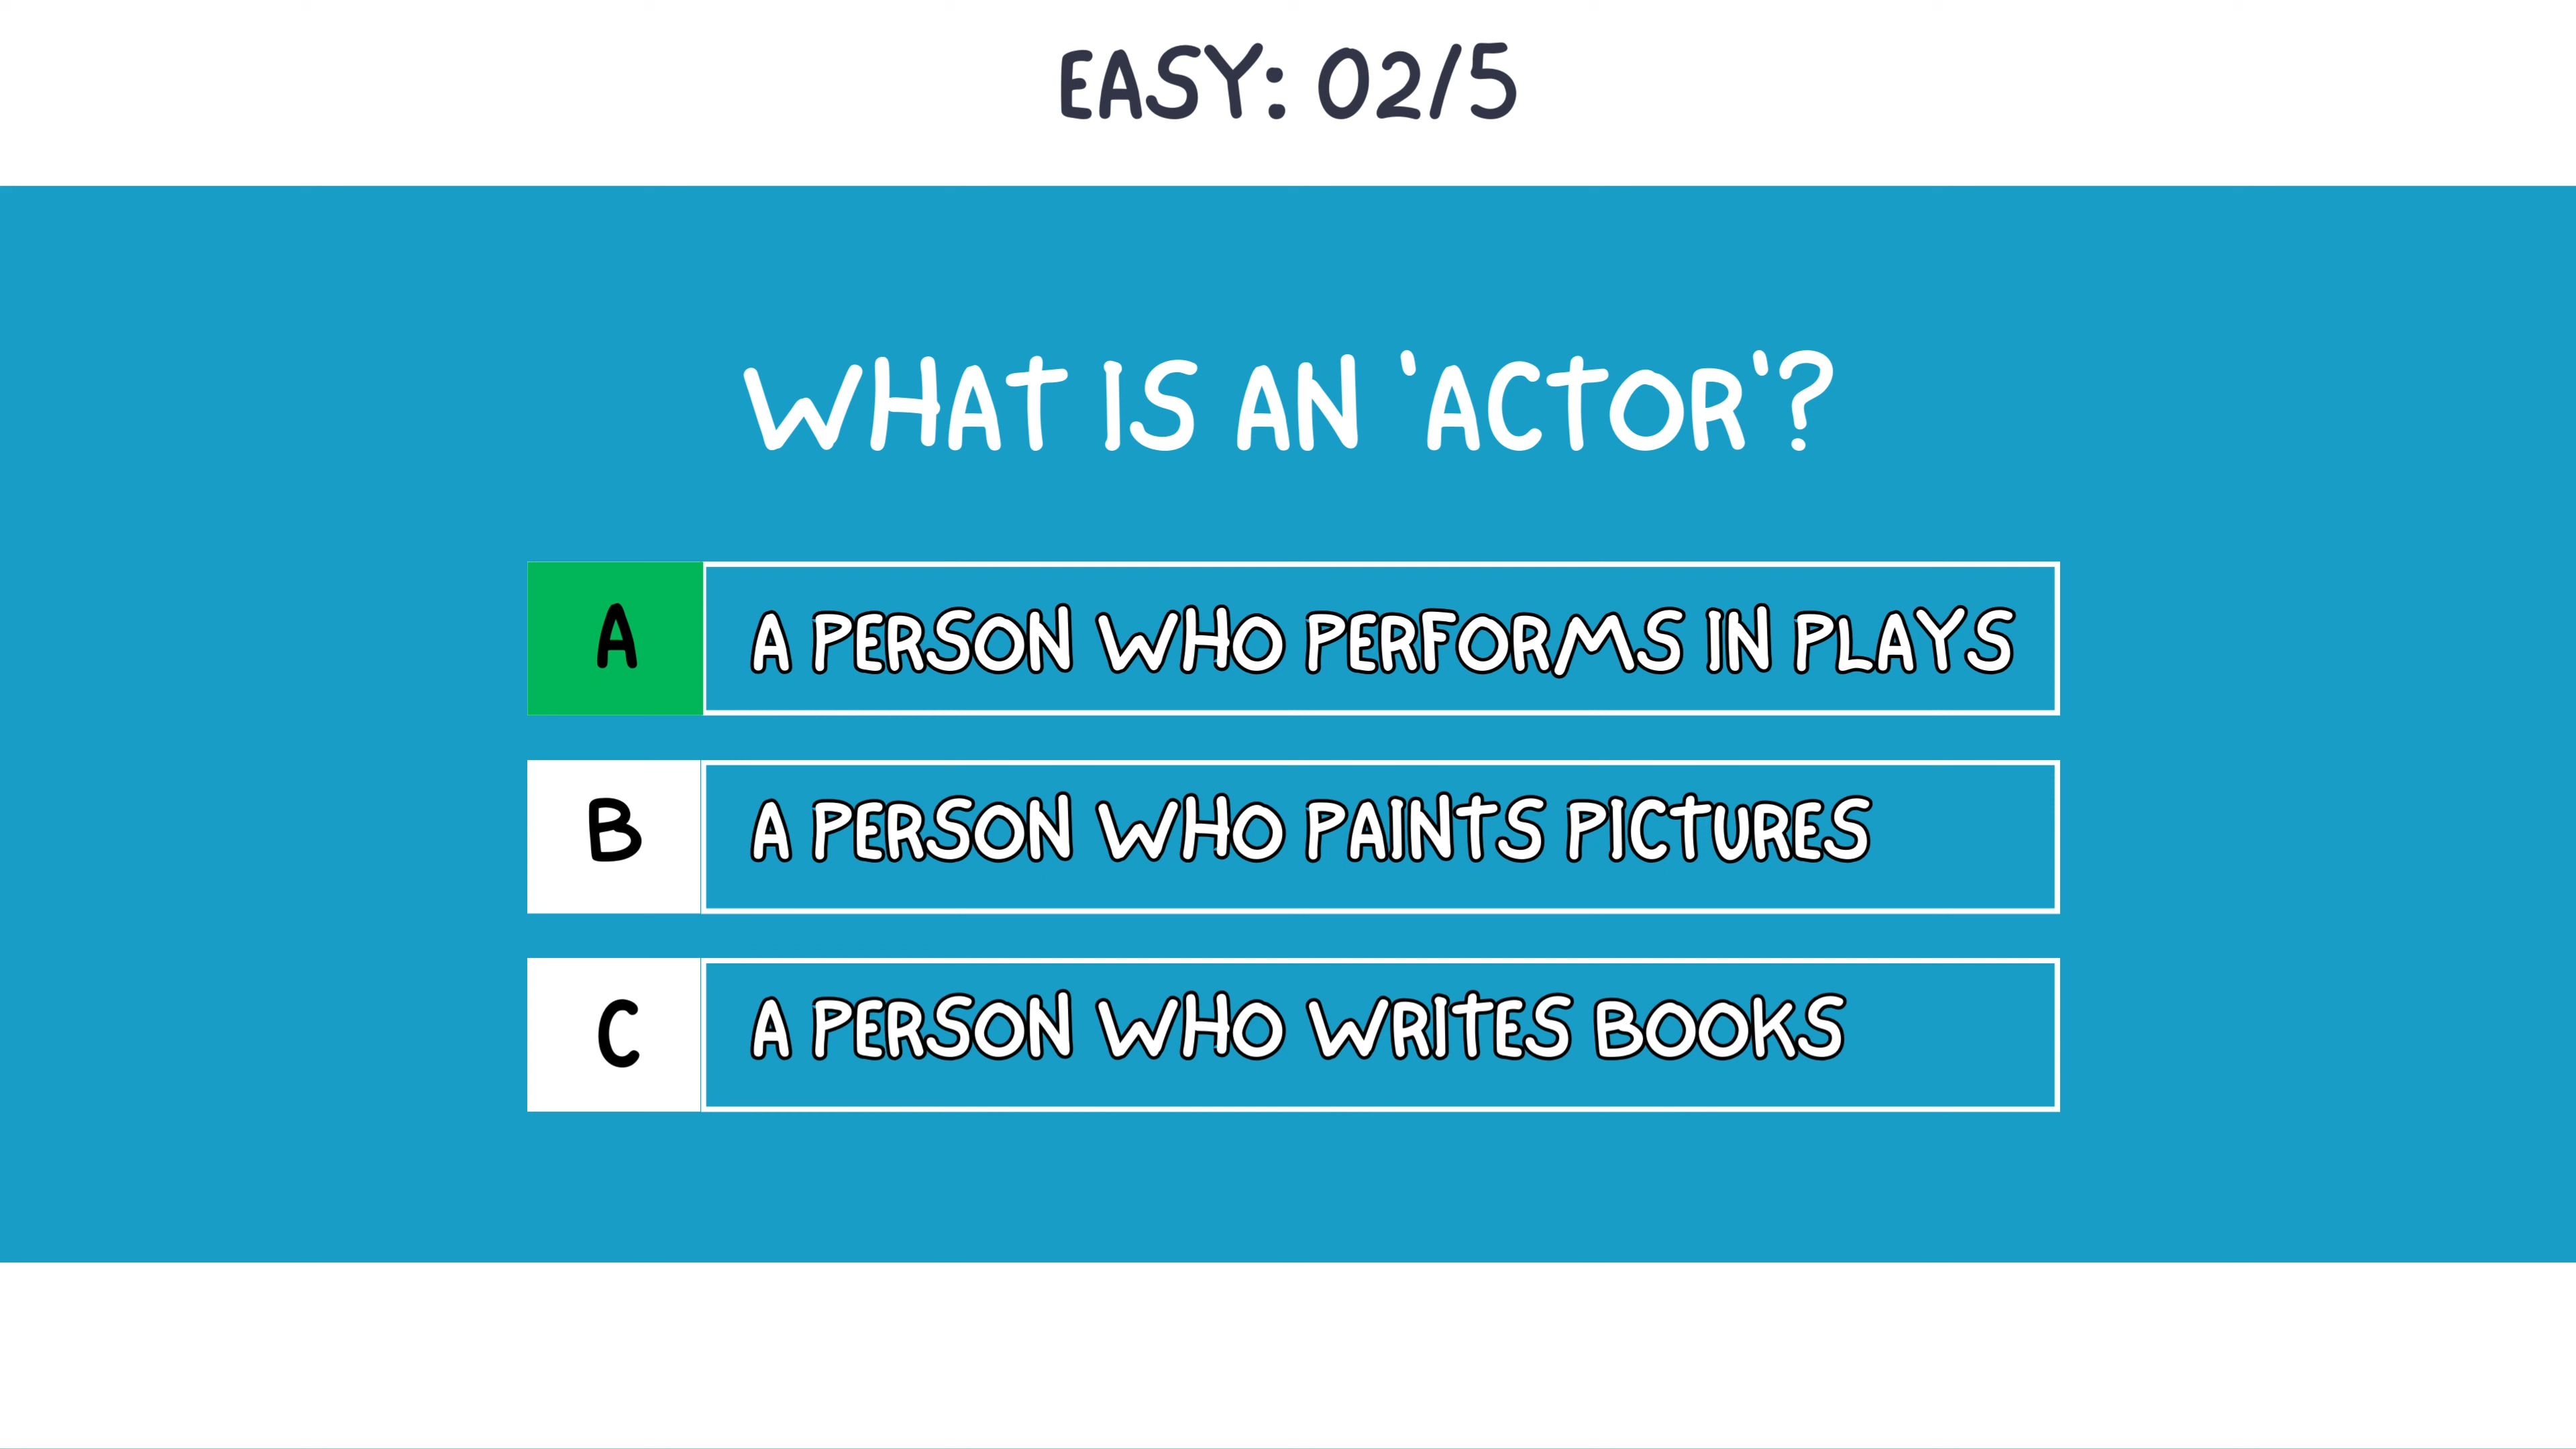 EASY: 02/5
WHAT IS AN 'ACTOR'?
A
A PERSON WHO PERFORMS IN PLAYS
B
A PERSON WHO PAINTS PICTURES
C
A PERSON WHO WRITES BOOKS